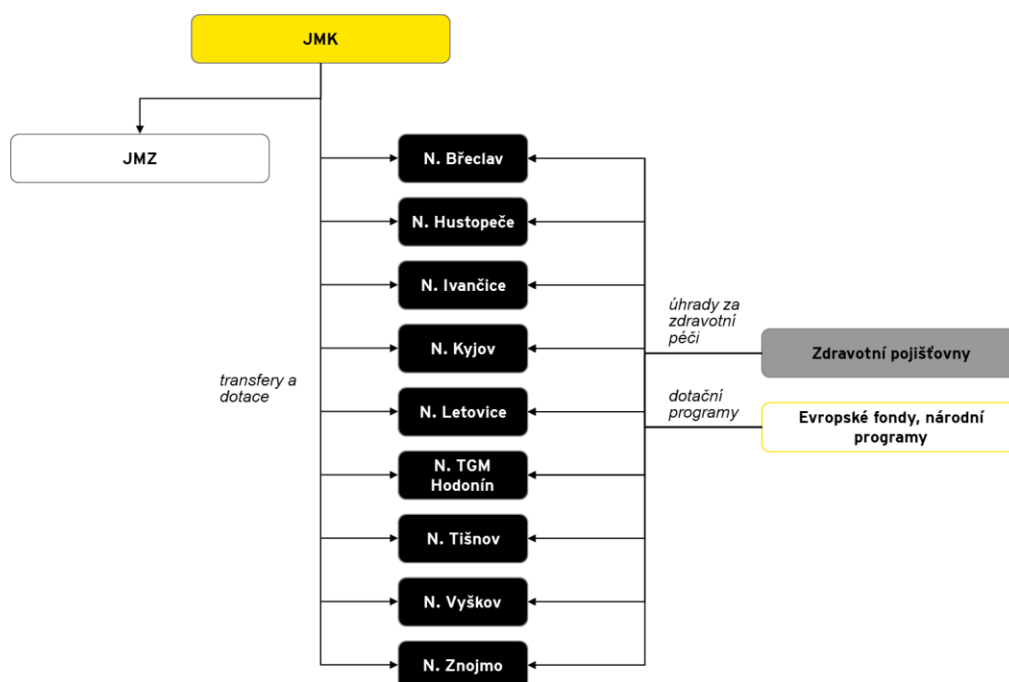 JMK
JMZ
N. Břeclav
N. Hustopeče
N. Ivančice
úhrady za
zdravotní
péči
N. Kyjov
Zdravotní pojišťovny
transfery a
dotace
N. Letovice
dotační
programy
Evropské fondy, národní
programy
N. TGM
Hodonín
N. Tišnov
N. Vyškov
N. Znojmo